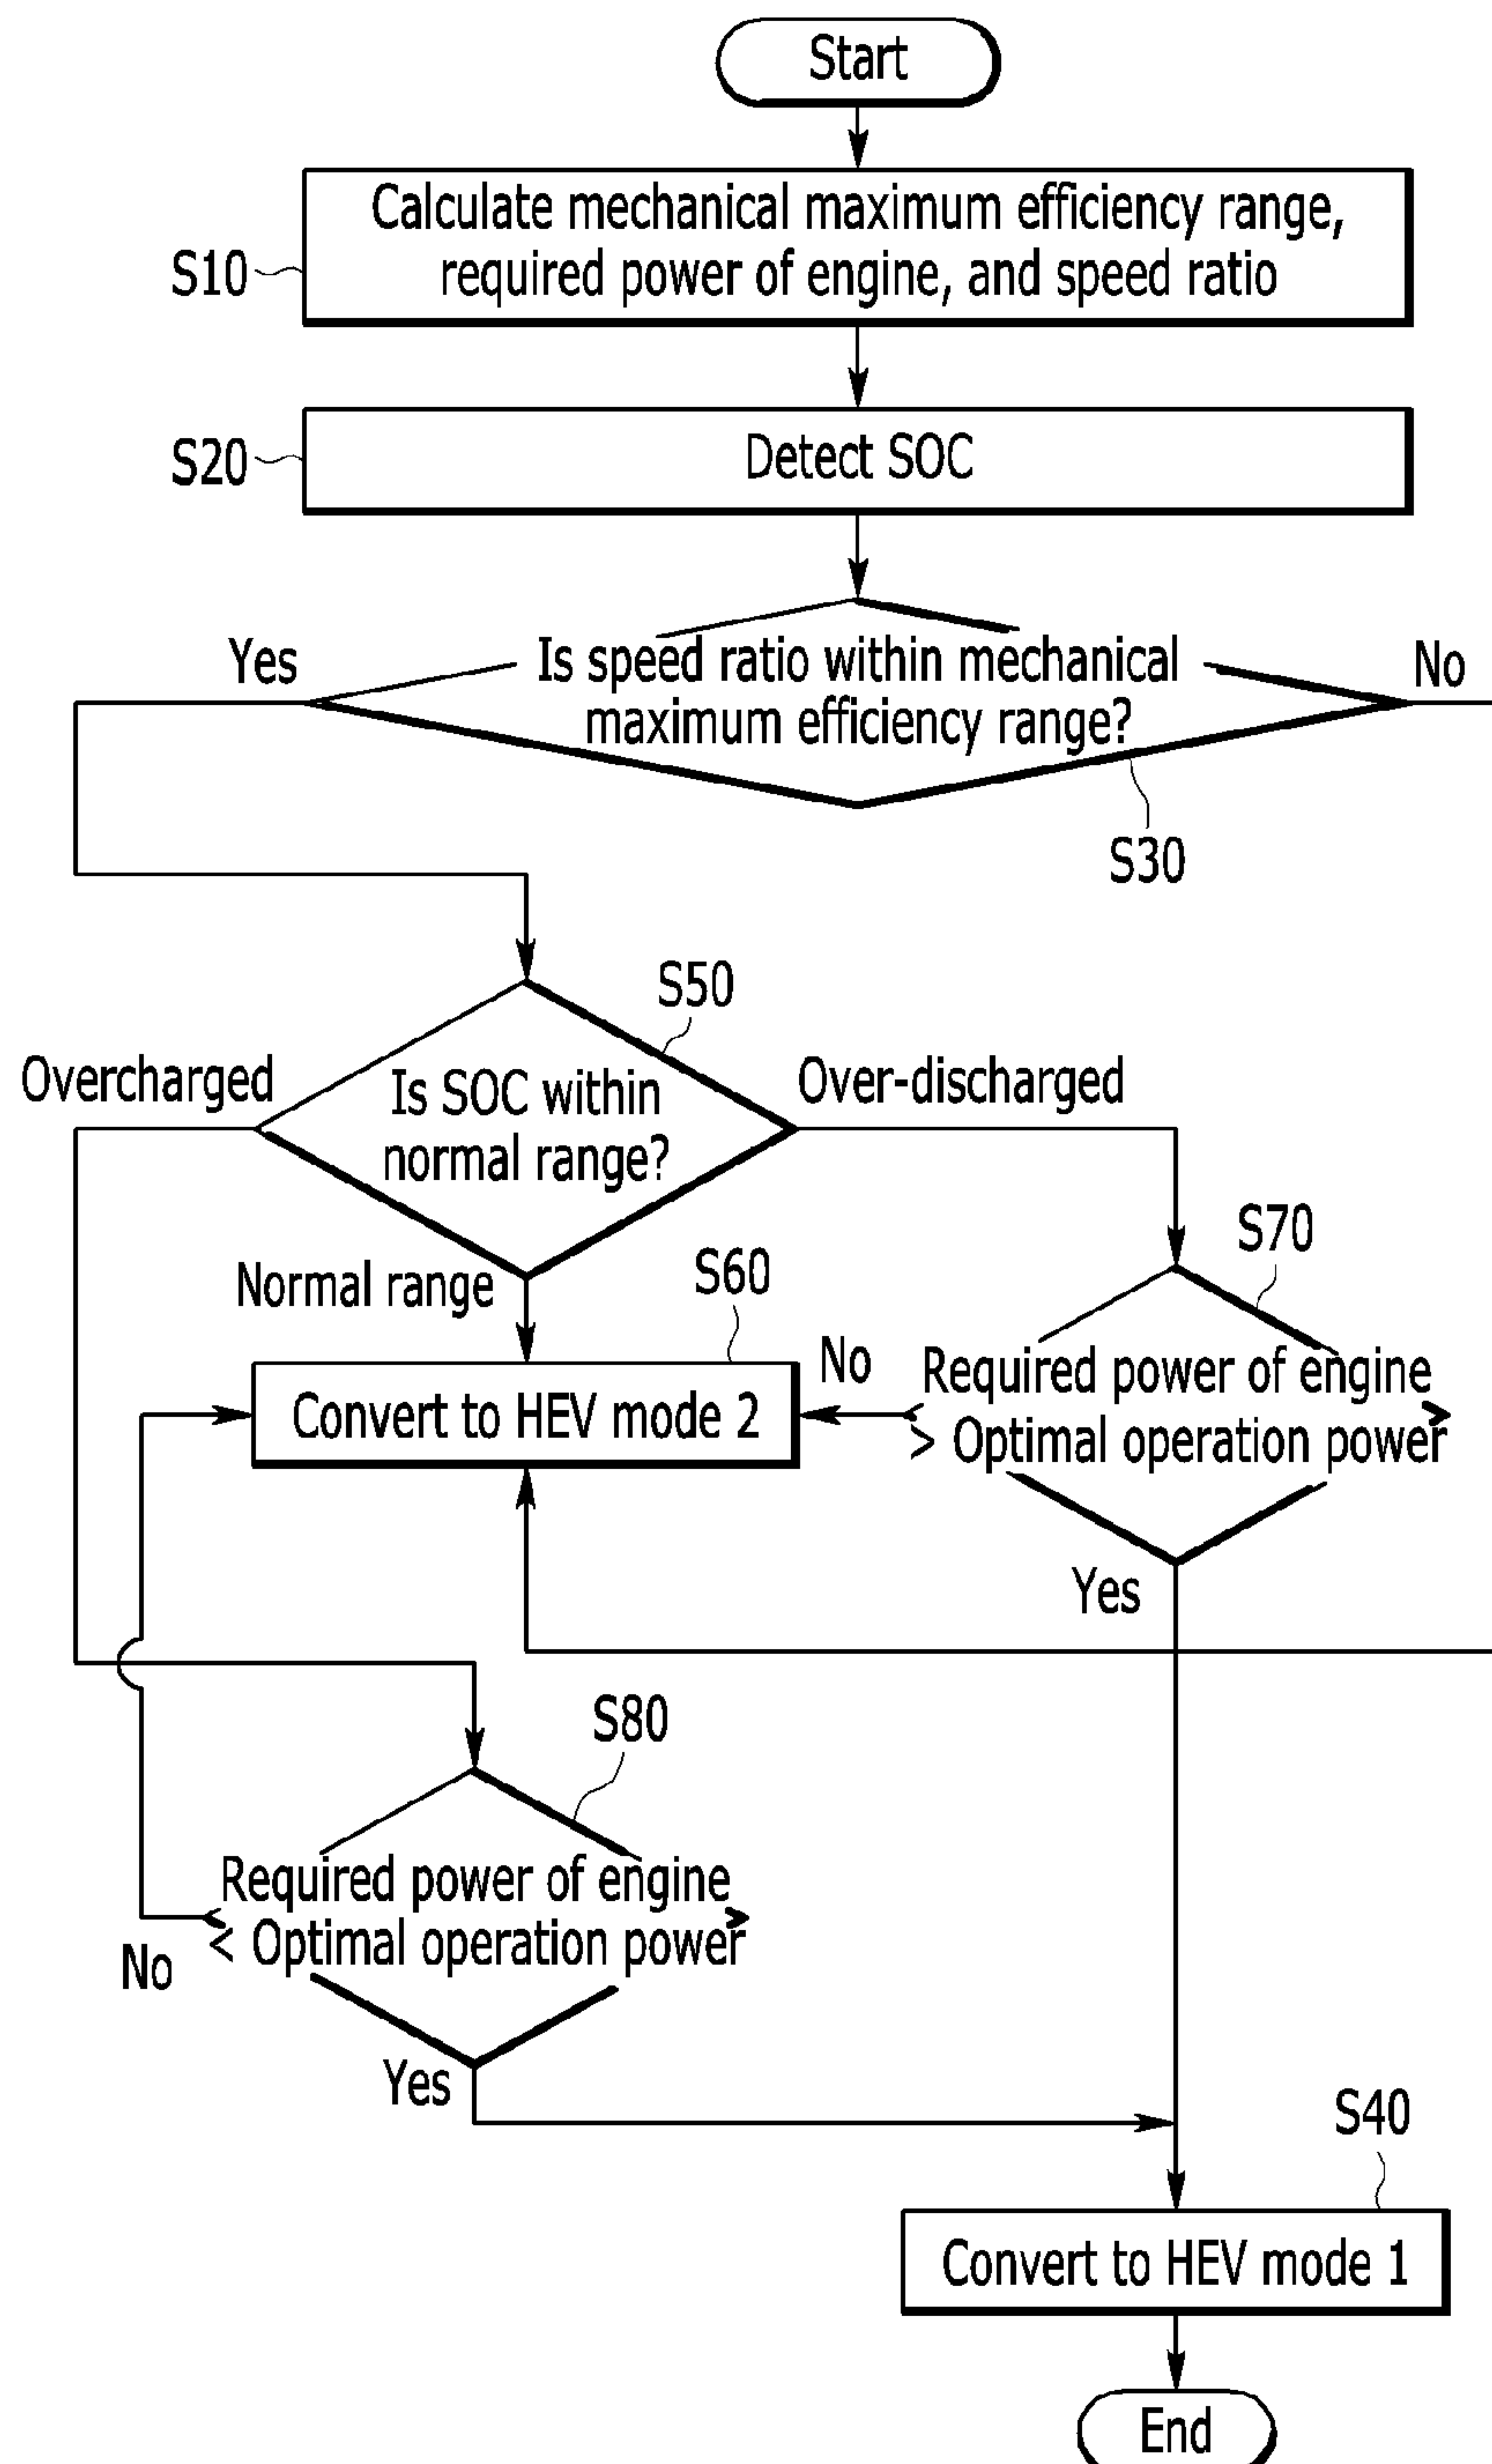 Start
Calculate mechanical maximum efficiency range,
required power of engine, and speed ratio
S10
Detect SOC
S20
Yes
Is speed ratio within mechanical
maximum efficiency range?
No
S30
S50
Overcharged
Is SOC within
normal range?
Over-discharged
S70
Normal range
S60
Convert to HEV mode 2
No
Required power of engine
> Optimal operation power
Yes
S80
Required power of engine
< Optimal operation power
No
Yes
S40
Convert to HEV mode 1
End